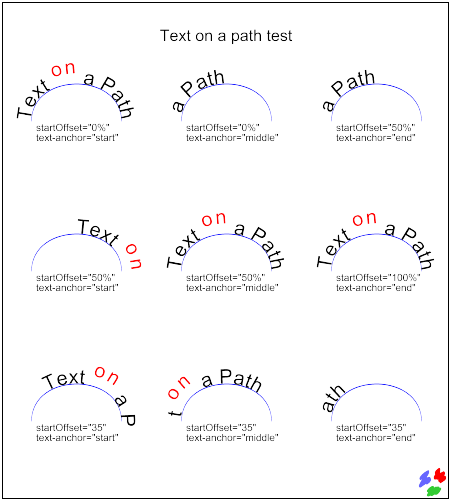 Text on a path test
Text on a Path
startOffset="0%"
text-anchor="start"
a Path
startOffset="0%"
text-anchor="middle"
a Path
startOffset="50%"
text-anchor="end"
Text on
startOffset="50%"
text-anchor="start"
Text on a Path
startOffset="50%"
text-anchor="middle"
Text on a Path
startOffset="100%"
text-anchor="end"
Text on a P
startOffset="35"
text-anchor="start"
t on a Path
startOffset="35"
text-anchor="middle"
ath
startOffset="35"
text-anchor="end"